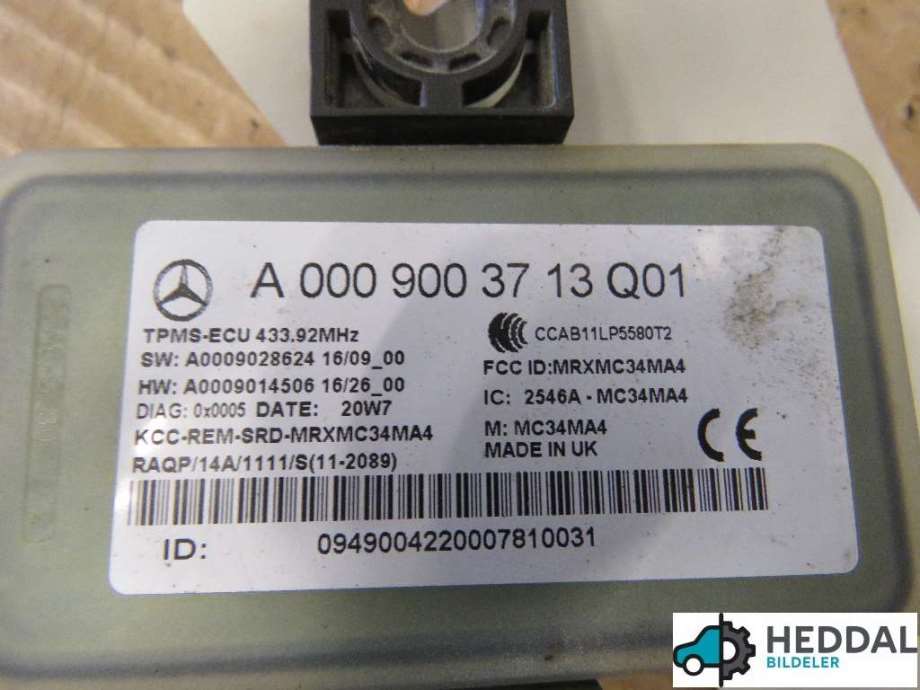 A 000 900 37 13 Q01
TPMS-ECU 433.92MHz
SW: A0009028624 16/09_00
HW: A0009014506 16/26_00
DIAG: 0x0005 DATE: 20W7
KCC-REM-SRD-MRXMC34MA4
RAQP/14A/1111/S(11-2089)
CCAB11LP5580T2
FCC ID:MRXMC34MA4
IC: 2546A - MC34MA4
M: MC34MA4
MADE IN UK
CE
ID: 0949004220007810031
HEDDAL
BILDELER